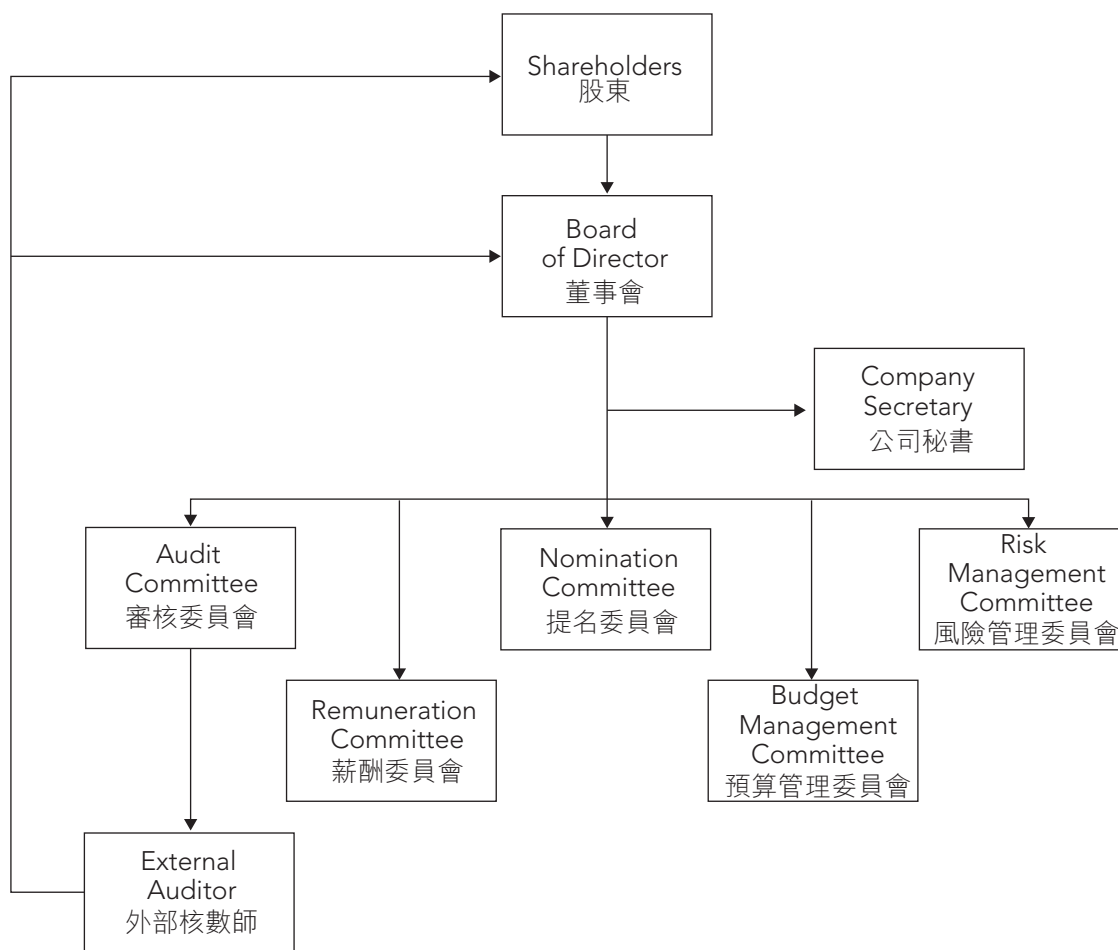 Shareholders
股東
Board
of Director
董事會
Company
Secretary
公司秘書
Audit
Committee
審核委員會
Nomination
Committee
提名委員會
Risk
Management
Committee
風險管理委員會
Remuneration
Committee
薪酬委員會
Budget
Management
Committee
預算管理委員會
External
Auditor
外部核數師